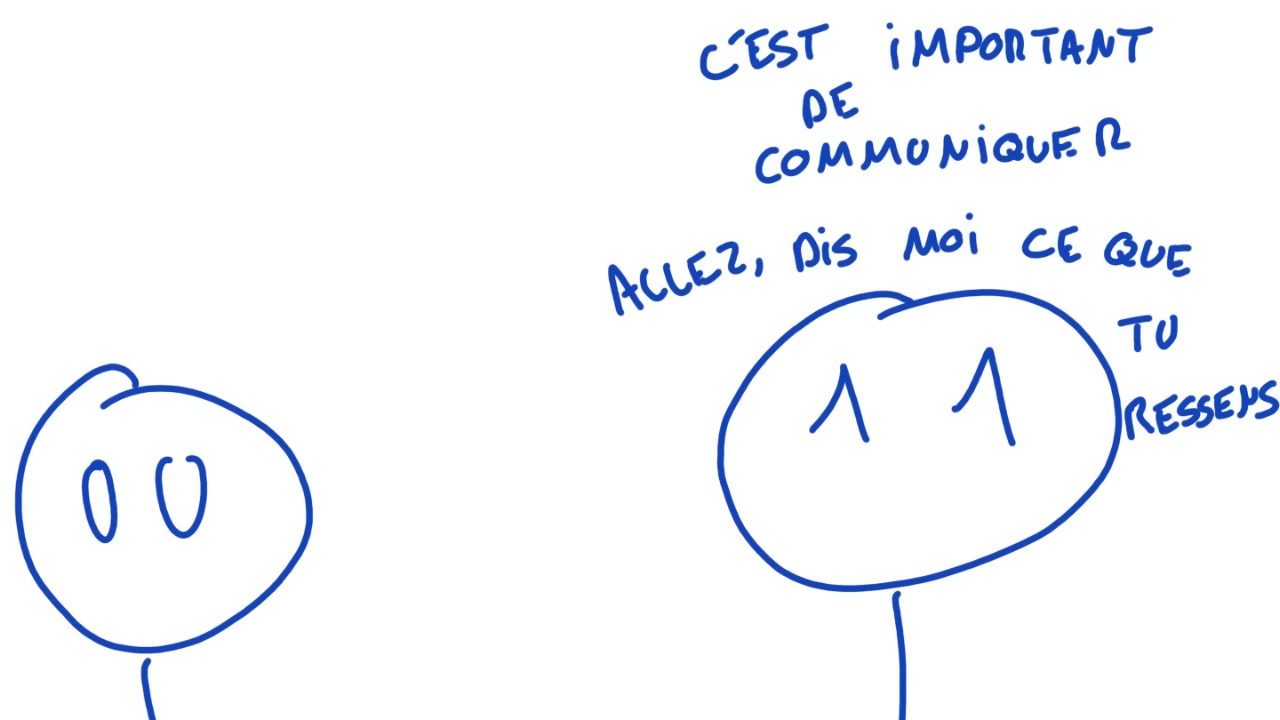 C'EST iMPORTANT
DE
COMMUNiQUER
ALLEZ, DiS MOi CE QUE
TU
RESSENS